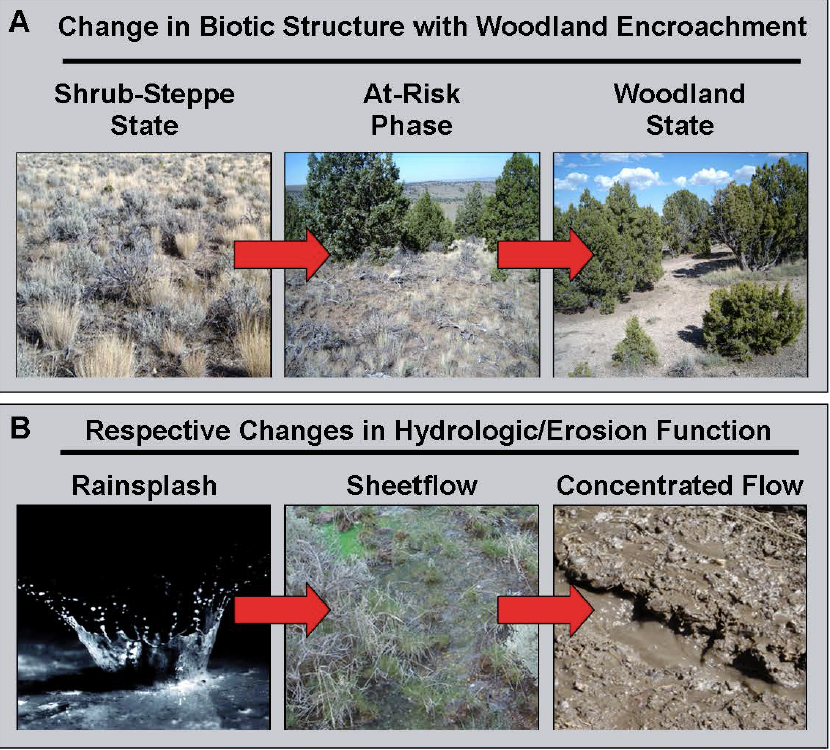 A
Change in Biotic Structure with Woodland Encroachment
Shrub-Steppe
State
At-Risk
Phase
Woodland
State
B
Respective Changes in Hydrologic/Erosion Function
Rainsplash
Sheetflow
Concentrated Flow